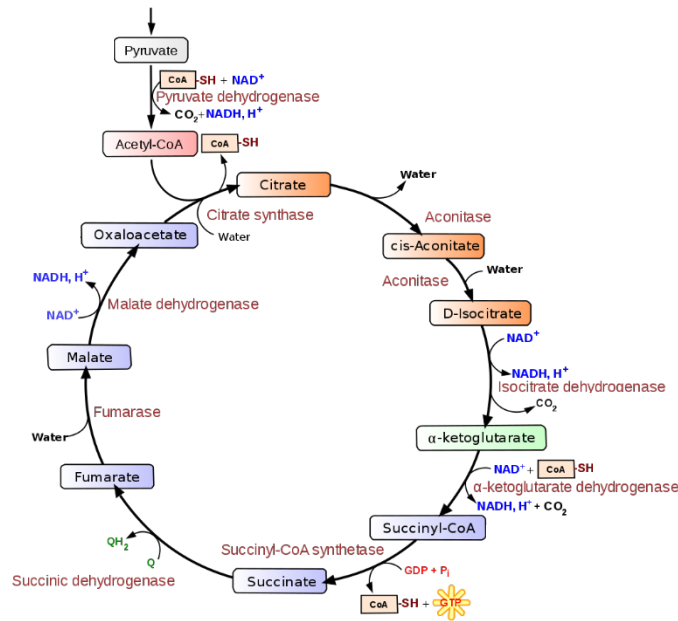 Pyruvate
CoA -SH + NAD⁺
Pyruvate dehydrogenase
CO₂+NADH, H⁺
Acetyl-CoA
CoA -SH
Citrate
Water
Citrate synthase
Water
Aconitase
Oxaloacetate
cis-Aconitate
Water
Aconitase
NADH, H⁺
Malate dehydrogenase
NAD⁺
D-Isocitrate
NAD⁺
Malate
NADH, H⁺
Isocitrate dehydrogenase
CO₂
Fumarase
Water
α-ketoglutarate
Fumarate
NAD⁺ + CoA -SH
α-ketoglutarate dehydrogenase
NADH, H⁺ + CO₂
Succinyl-CoA
QH₂
Q
Succinyl-CoA synthetase
Succinic dehydrogenase
Succinate
GDP + Pᵢ
CoA -SH + GTP